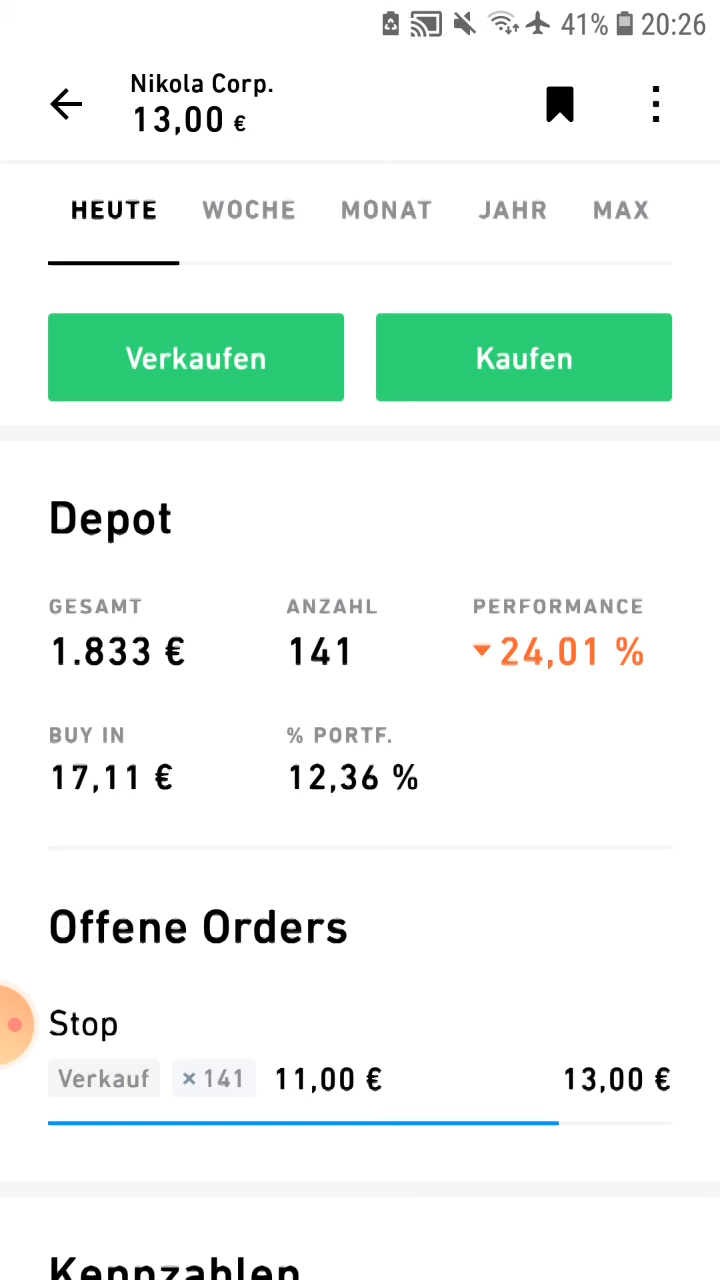 41% 20:26
Nikola Corp.
13,00 €
HEUTE WOCHE MONAT JAHR MAX
Verkaufen Kaufen
Depot
GESAMT ANZAHL PERFORMANCE
1.833 € 141 24,01 %
BUY IN % PORTF.
17,11 € 12,36 %
Offene Orders
Stop
Verkauf × 141 11,00 € 13,00 €
Kennzahlen